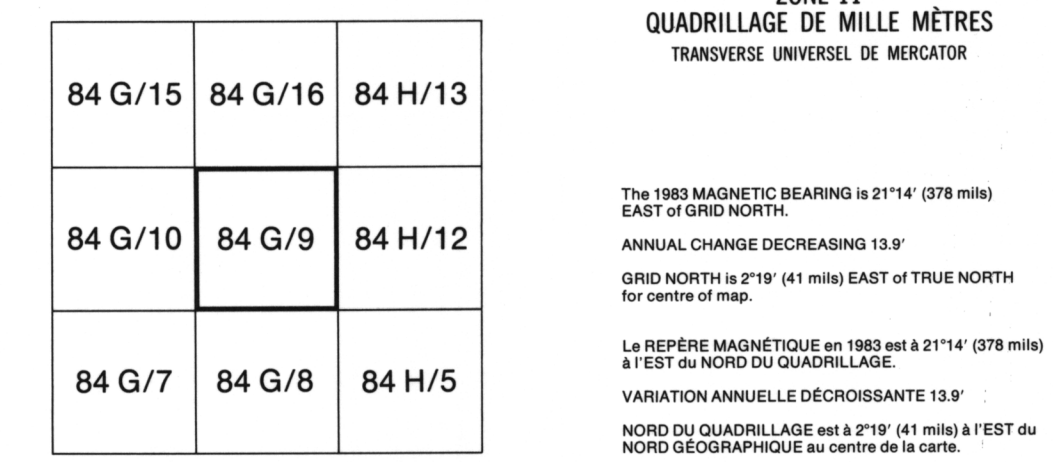 84 G/15 84 G/16 84 H/13
84 G/10 84 G/9 84 H/12
84 G/7 84 G/8 84 H/5
ZONE 11
QUADRILLAGE DE MILLE MÈTRES
TRANSVERSE UNIVERSEL DE MERCATOR
The 1983 MAGNETIC BEARING is 21°14′ (378 mils)
EAST of GRID NORTH.
ANNUAL CHANGE DECREASING 13.9′
GRID NORTH is 2°19′ (41 mils) EAST of TRUE NORTH
for centre of map.
Le REPÈRE MAGNÉTIQUE en 1983 est à 21°14′ (378 mils)
à l'EST du NORD DU QUADRILLAGE.
VARIATION ANNUELLE DÉCROISSANTE 13.9′
NORD DU QUADRILLAGE est à 2°19′ (41 mils) à l'EST du
NORD GÉOGRAPHIQUE au centre de la carte.